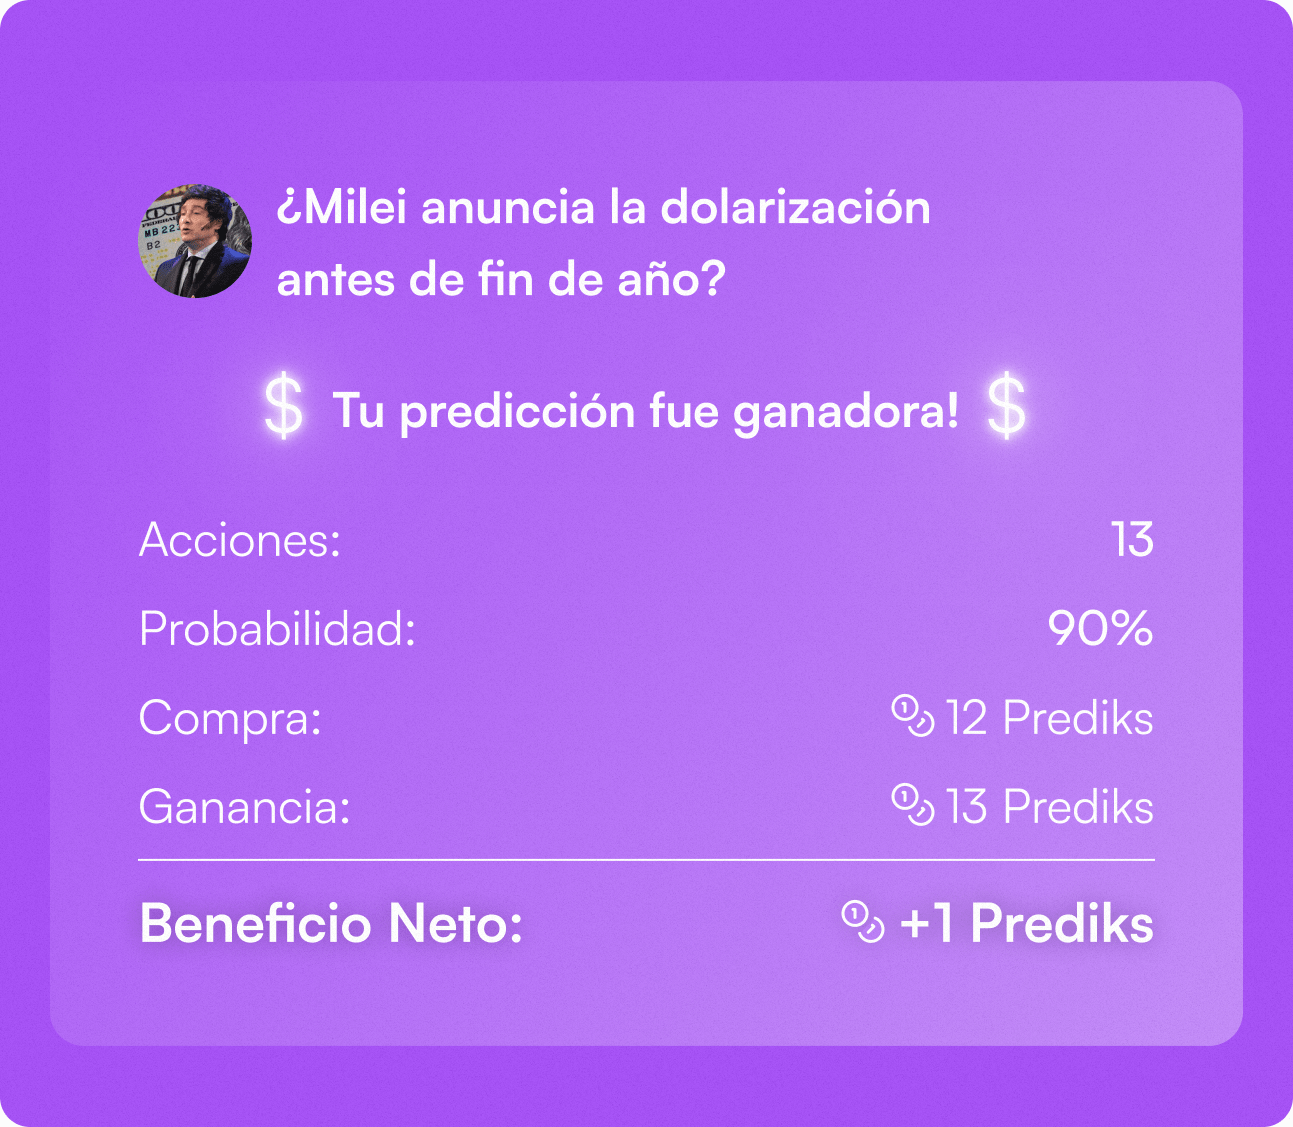 ¿Milei anuncia la dolarización
antes de fin de año?
$ Tu predicción fue ganadora! $
Acciones: 13
Probabilidad: 90%
Compra: 12 Prediks
Ganancia: 13 Prediks
Beneficio Neto: +1 Prediks